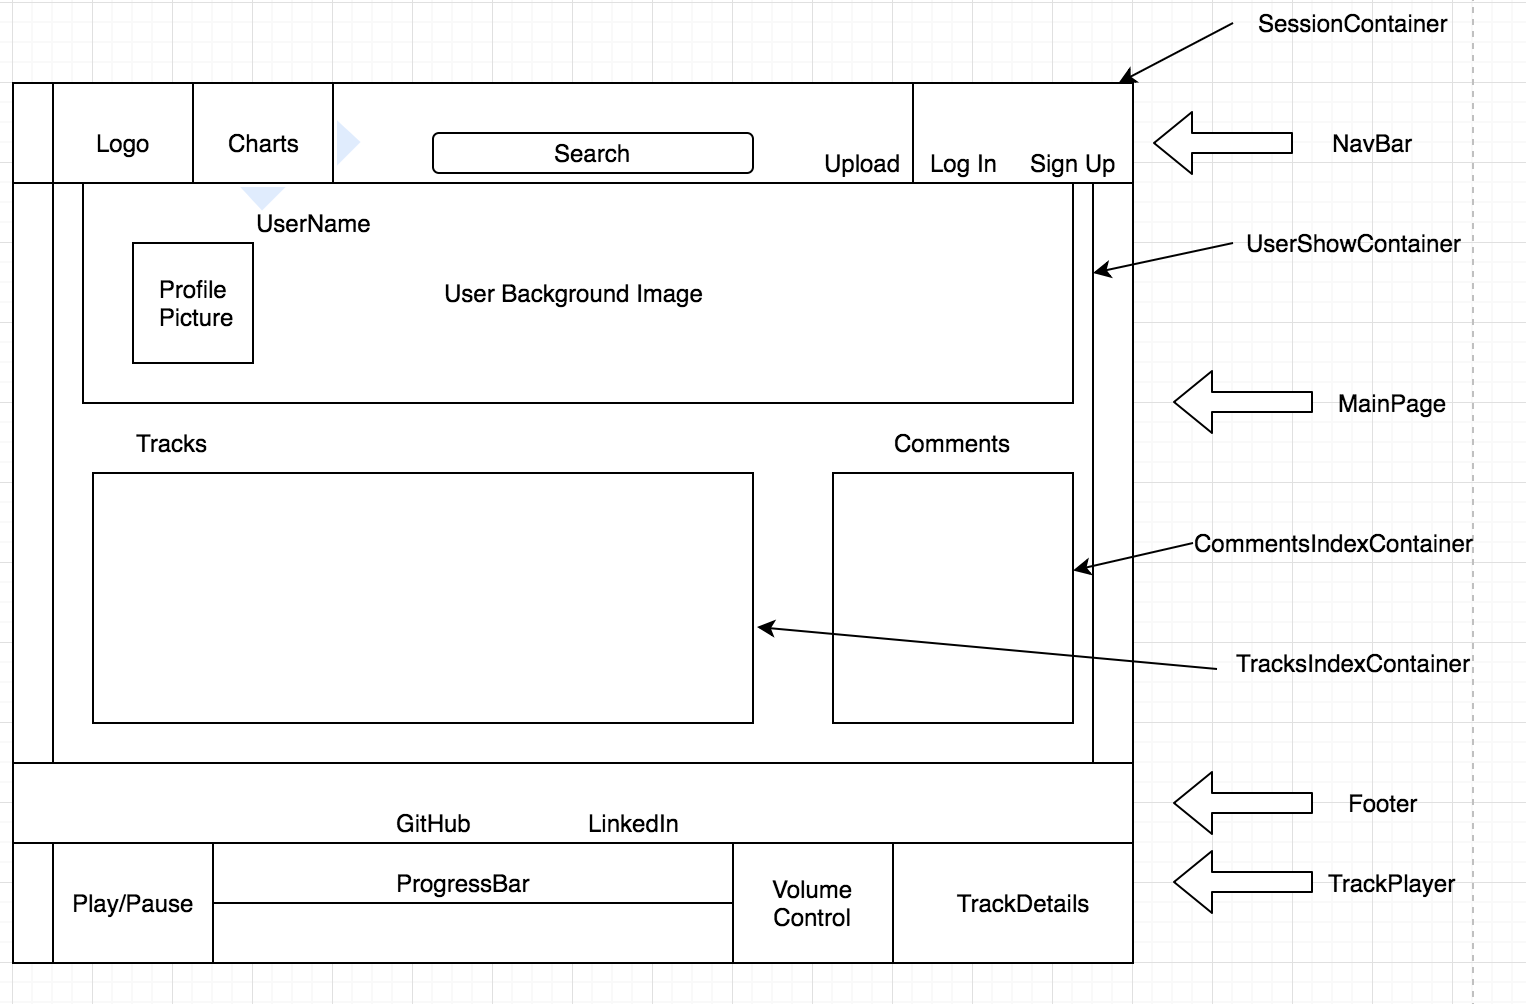 SessionContainer
Logo
Charts
Search
Upload
Log In
Sign Up
NavBar
UserName
UserShowContainer
Profile
Picture
User Background Image
MainPage
Tracks
Comments
CommentsIndexContainer
TracksIndexContainer
GitHub
LinkedIn
Footer
Play/Pause
ProgressBar
Volume
Control
TrackDetails
TrackPlayer